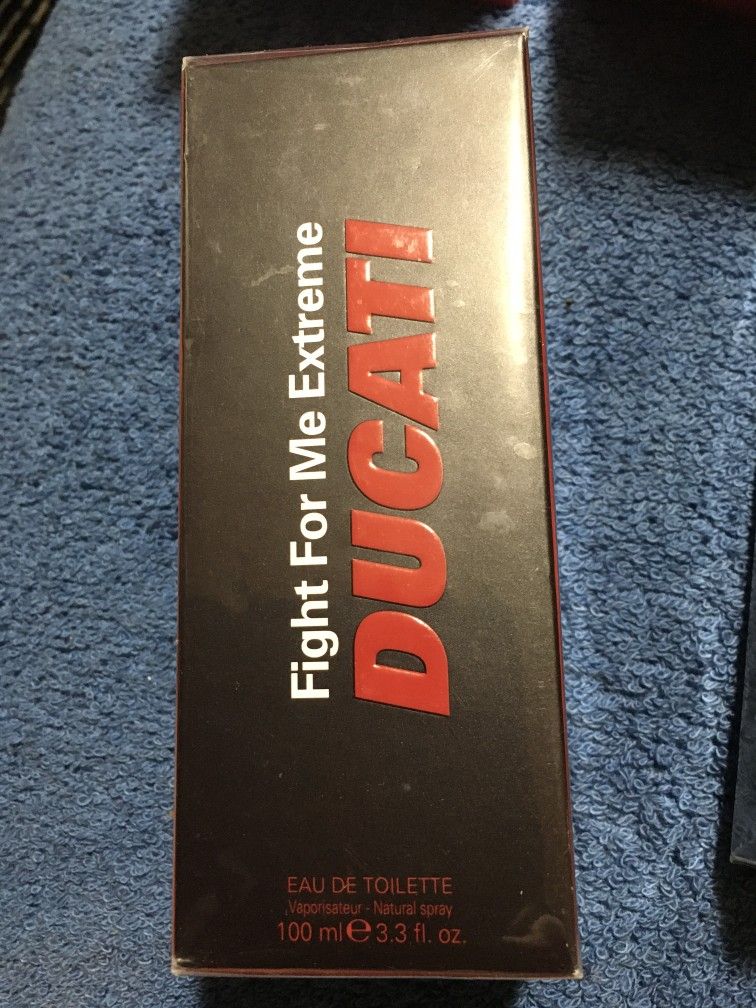 Fight For Me Extreme
DUCATI
EAU DE TOILETTE
Vaporisateur - Natural spray
100 ml e 3.3 fl. oz.